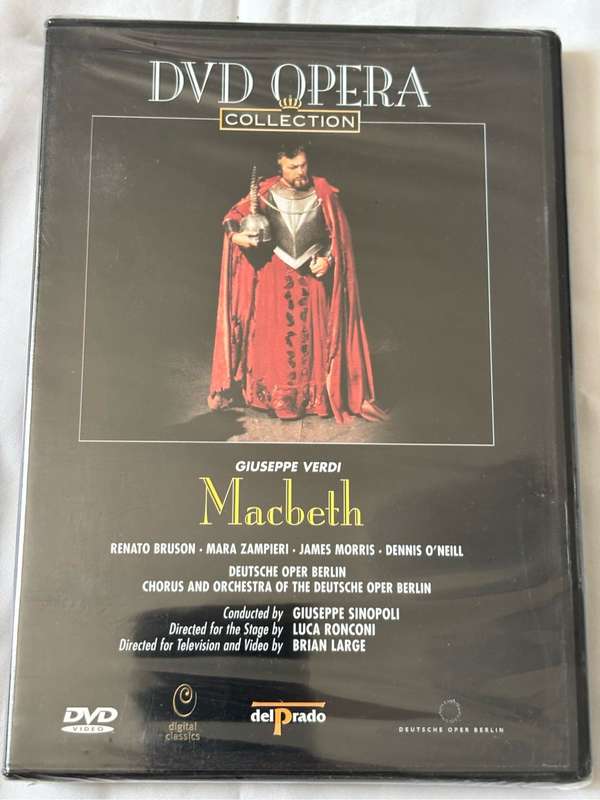 DVD OPERA
COLLECTION
GIUSEPPE VERDI
Macbeth
RENATO BRUSON · MARA ZAMPIERI · JAMES MORRIS · DENNIS O'NEILL
DEUTSCHE OPER BERLIN
CHORUS AND ORCHESTRA OF THE DEUTSCHE OPER BERLIN
Conducted by GIUSEPPE SINOPOLI
Directed for the Stage by LUCA RONCONI
Directed for Television and Video by BRIAN LARGE
DVD
VIDEO
digital
classics
delPrado
DEUTSCHE OPER BERLIN